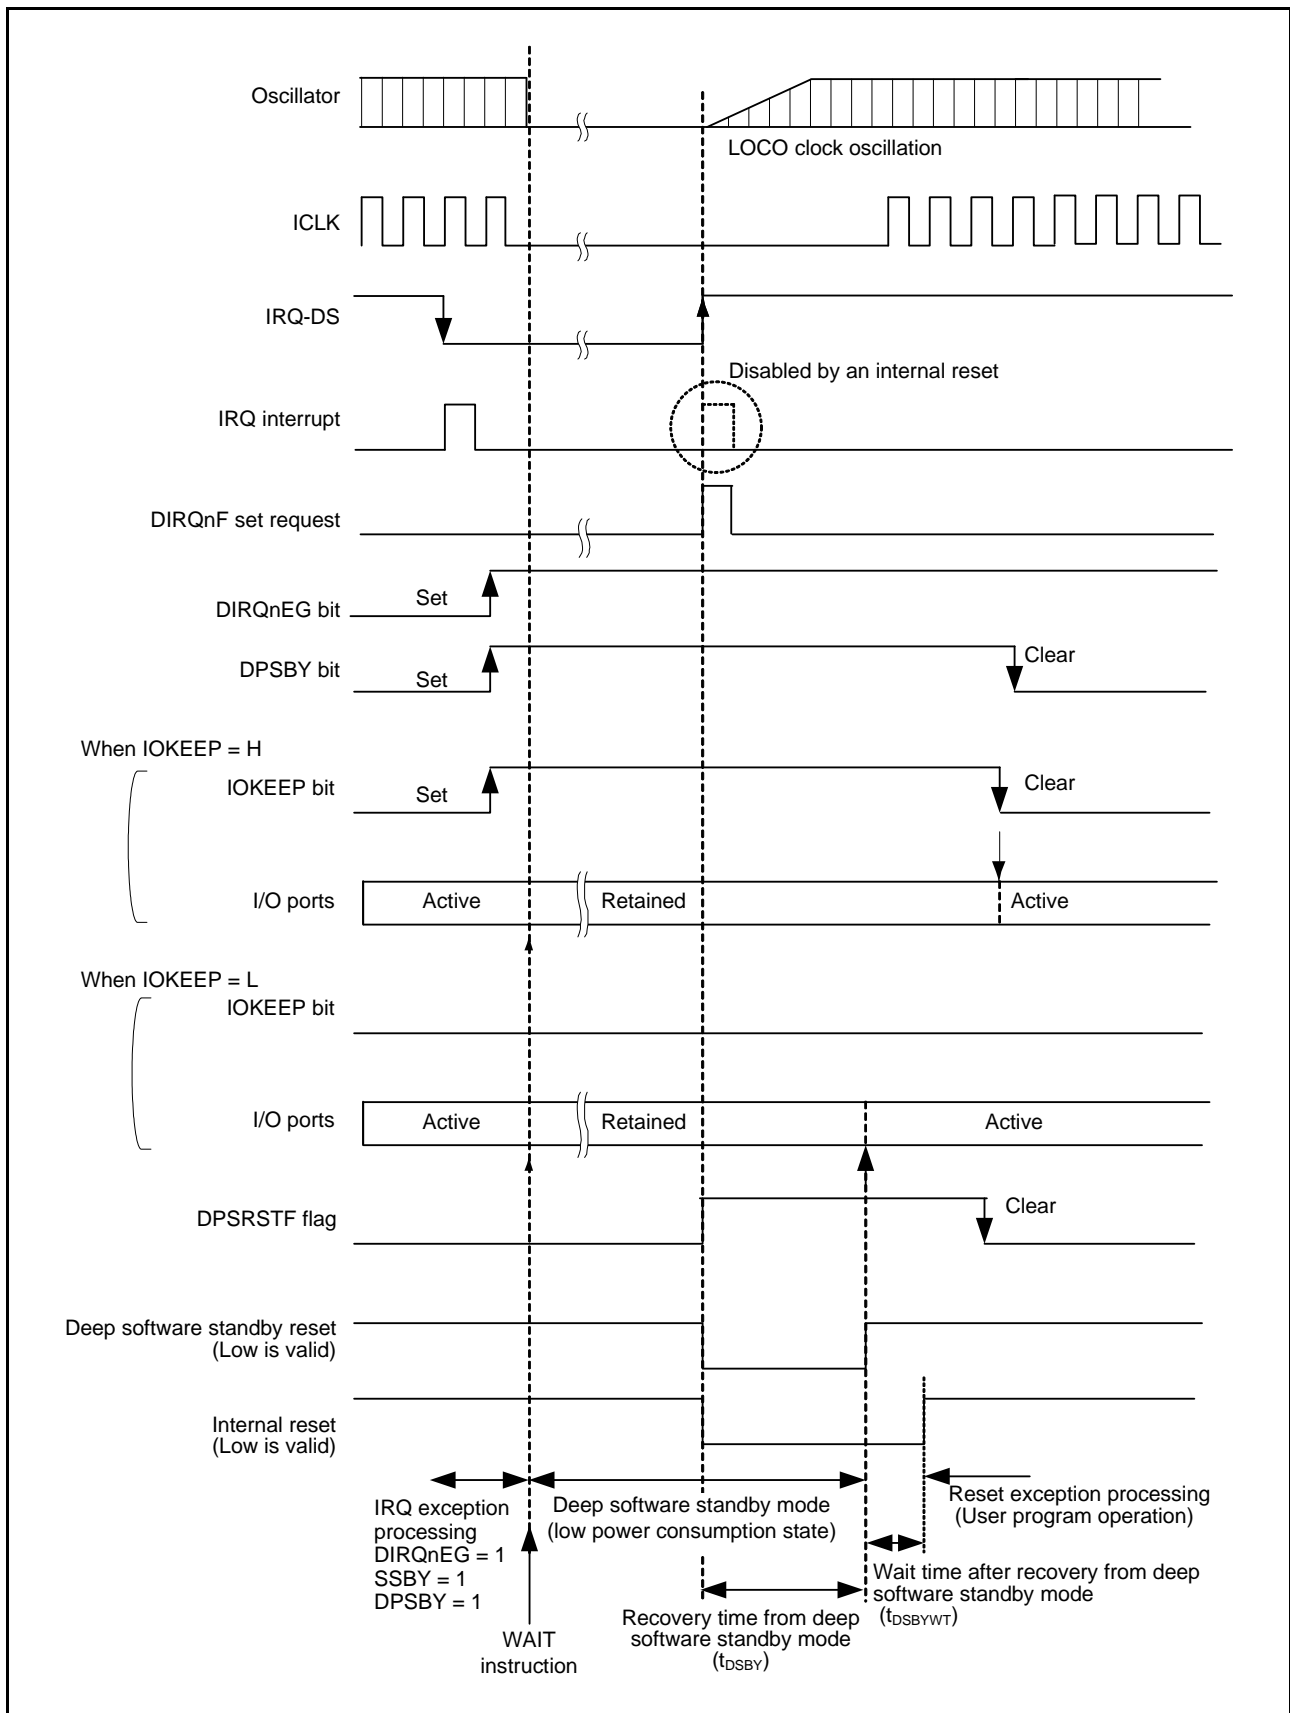 Oscillator
LOCO clock oscillation
ICLK
IRQ-DS
Disabled by an internal reset
IRQ interrupt
DIRQnF set request
Set
DIRQnEG bit
Clear
DPSBY bit
Set
When IOKEEP = H
IOKEEP bit
Set
Clear
I/O ports
Active
Retained
Active
When IOKEEP = L
IOKEEP bit
I/O ports
Active
Retained
Active
DPSRSTF flag
Clear
Deep software standby reset
(Low is valid)
Internal reset
(Low is valid)
IRQ exception
processing
DIRQnEG = 1
SSBY = 1
DPSBY = 1
Deep software standby mode
(low power consumption state)
Reset exception processing
(User program operation)
Wait time after recovery from deep
software standby mode
(tDSBYWT)
Recovery time from deep
software standby mode
(tDSBY)
WAIT
instruction